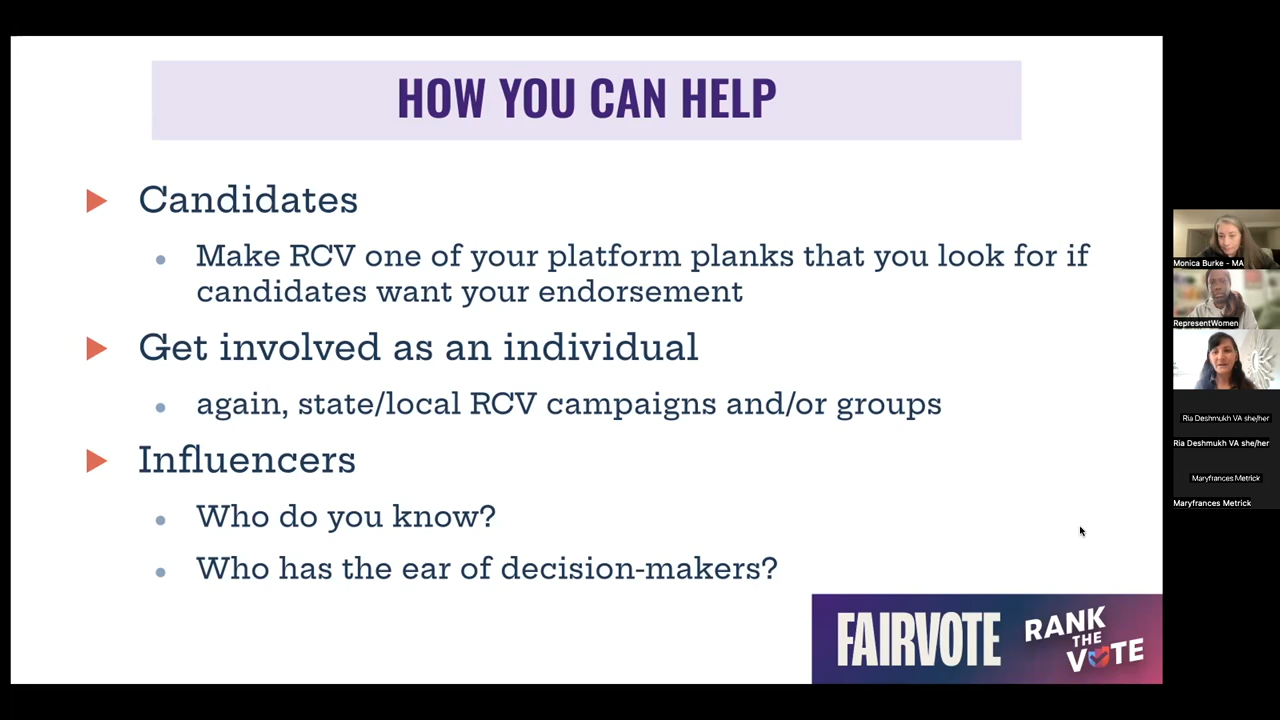 HOW YOU CAN HELP
Candidates
Make RCV one of your platform planks that you look for if
candidates want your endorsement
Get involved as an individual
again, state/local RCV campaigns and/or groups
Influencers
Who do you know?
Who has the ear of decision-makers?
FAIRVOTE
RANK
THE
VOTE
Monica Burke - MA
RepresentWomen
Ria Deshmukh VA she/her
Ria Deshmukh VA she/her
Maryfrances Metrick
Maryfrances Metrick